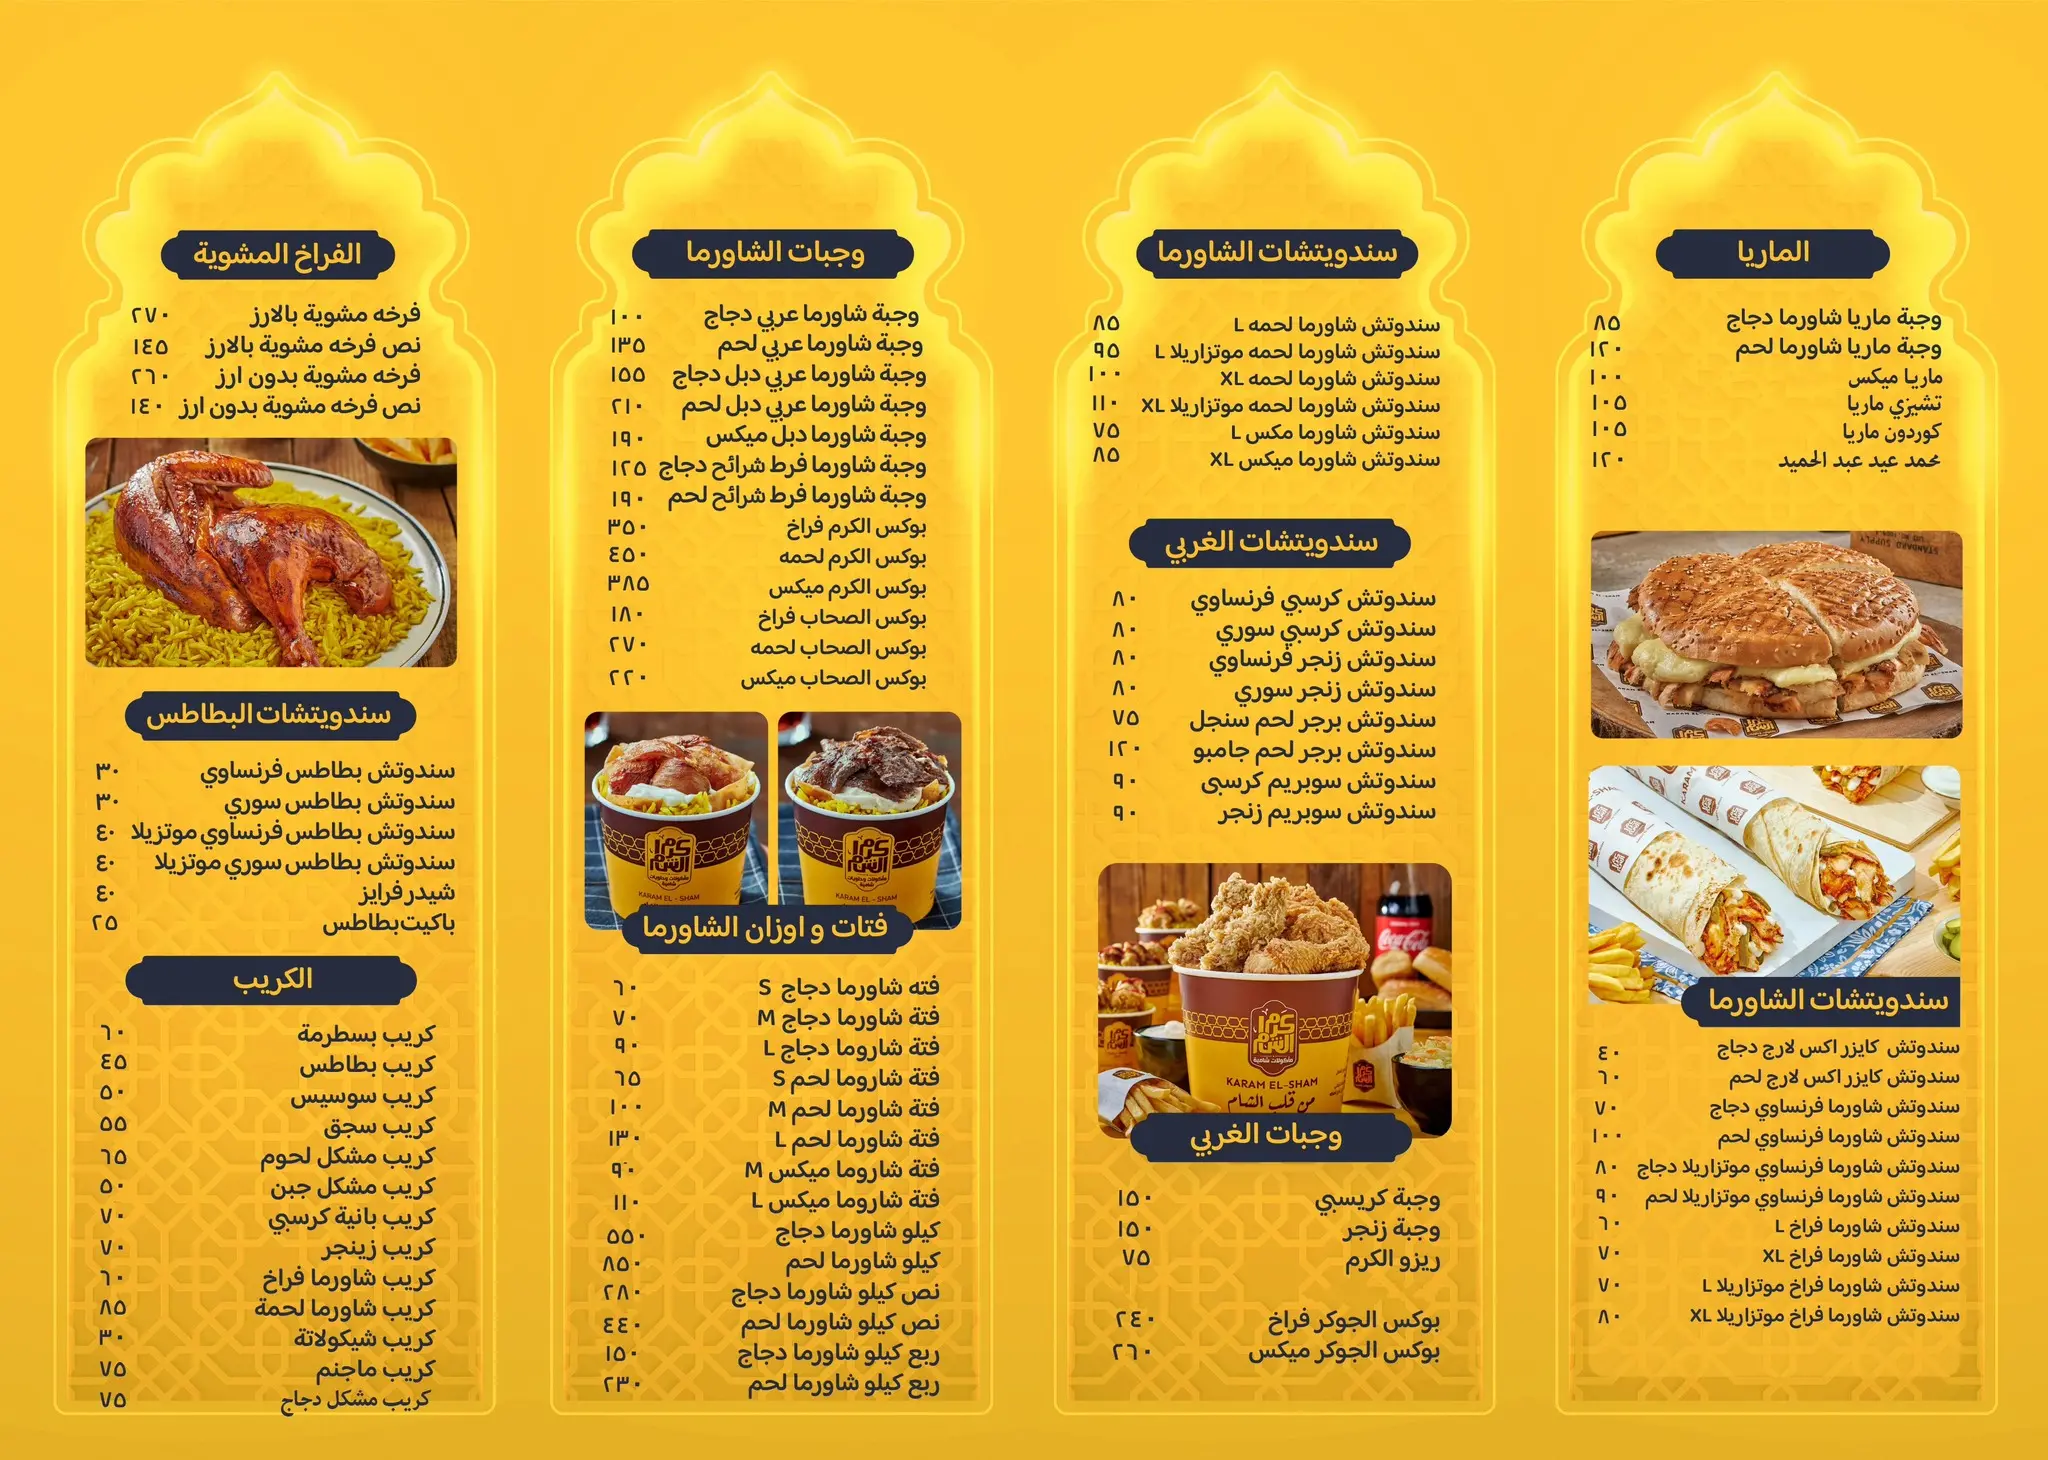 الماريا
وجبة ماريا شاورما دجاج ٨٥
وجبة ماريا شاورما لحم ١٢٠
ماريا ميكس ١٠٠
تشيزي ماريا ١٠٥
كوردون ماريا ١٠٥
محمد عيد عبد الحميد ١٢٠
سندويتشات الشاورما
سندوتش كايزر اكس لارج دجاج ٤٠
سندوتش كايزر اكس لارج لحم ٦٠
سندوتش شاورما فرنساوي دجاج ٧٠
سندوتش شاورما فرنساوي لحم ١٠٠
سندوتش شاورما فرنساوي موتزاريلا دجاج ٨٠
سندوتش شاورما فرنساوي موتزاريلا لحم ٩٠
سندوتش شاورما فراخ L ٦٠
سندوتش شاورما فراخ XL ٧٠
سندوتش شاورما فراخ موتزاريلا L ٧٠
سندوتش شاورما فراخ موتزاريلا XL ٨٠
سندويتشات الشاورما
سندوتش شاورما لحمه L ٨٥
سندوتش شاورما لحمه موتزاريلا L ٩٥
سندوتش شاورما لحمه XL ١٠٠
سندوتش شاورما لحمه موتزاريلا XL ١١٠
سندوتش شاورما مكس L ٧٥
سندوتش شاورما ميكس XL ٨٥
سندويتشات الغربي
سندوتش كرسبي فرنساوي ٨٠
سندوتش كرسبي سوري ٨٠
سندوتش زنجر فرنساوي ٨٠
سندوتش زنجر سوري ٨٠
سندوتش برجر لحم سنجل ٧٥
سندوتش برجر لحم جامبو ١٢٠
سندوتش سوبريم كرسبى ٩٠
سندوتش سوبريم زنجر ٩٠
كرم الشام
مأكولات شامية
KARAM EL-SHAM
من قلب الشام
وجبات الغربي
وجبة كريسبي ١٥٠
وجبة زنجر ١٥٠
ريزو الكرم ٧٥
بوكس الجوكر فراخ ٢٤٠
بوكس الجوكر ميكس ٢٦٠
وجبات الشاورما
وجبة شاورما عربي دجاج ١٠٠
وجبة شاورما عربي لحم ١٣٥
وجبة شاورما عربي دبل دجاج ١٥٥
وجبة شاورما عربي دبل لحم ٢١٠
وجبة شاورما دبل ميكس ١٩٠
وجبة شاورما فرط شرائح دجاج ١٢٥
وجبة شاورما فرط شرائح لحم ١٩٠
بوكس الكرم فراخ ٣٥٠
بوكس الكرم لحمه ٤٥٠
بوكس الكرم ميكس ٣٨٥
بوكس الصحاب فراخ ١٨٠
بوكس الصحاب لحمه ٢٧٠
بوكس الصحاب ميكس ٢٢٠
KARAM EL - SHAM
KARAM EL - SHAM
فتات و اوزان الشاورما
فته شاورما دجاج S ٦٠
فتة شاورما دجاج M ٧٠
فتة شاروما دجاج L ٩٠
فتة شاروما لحم S ٦٥
فتة شاروما لحم M ١٠٠
فتة شاورما لحم L ١٣٠
فتة شاروما ميكس M ٩٠
فتة شاروما ميكس L ١١٠
كيلو شاورما دجاج ٥٥٠
كيلو شاورما لحم ٨٥٠
نص كيلو شاورما دجاج ٢٨٠
نص كيلو شاورما لحم ٤٤٠
ربع كيلو شاورما دجاج ١٥٠
ربع كيلو شاورما لحم ٢٣٠
الفراخ المشوية
فرخه مشوية بالارز ٢٧٠
نص فرخه مشوية بالارز ١٤٥
فرخه مشوية بدون ارز ٢٦٠
نص فرخه مشوية بدون ارز ١٤٠
سندويتشات البطاطس
سندوتش بطاطس فرنساوي ٣٠
سندوتش بطاطس سوري ٣٠
سندوتش بطاطس فرنساوي موتزيلا ٤٠
سندوتش بطاطس سوري موتزيلا ٤٠
شيدر فرايز ٤٠
باكيت بطاطس ٢٥
الكريب
كريب بسطرمة ٦٠
كريب بطاطس ٤٥
كريب سوسيس ٥٠
كريب سجق ٥٥
كريب مشكل لحوم ٦٥
كريب مشكل جبن ٥٠
كريب بانية كرسبي ٧٠
كريب زينجر ٧٠
كريب شاورما فراخ ٦٠
كريب شاورما لحمة ٨٥
كريب شيكولاتة ٣٠
كريب ماجنم ٧٥
كريب مشكل دجاج ٧٥